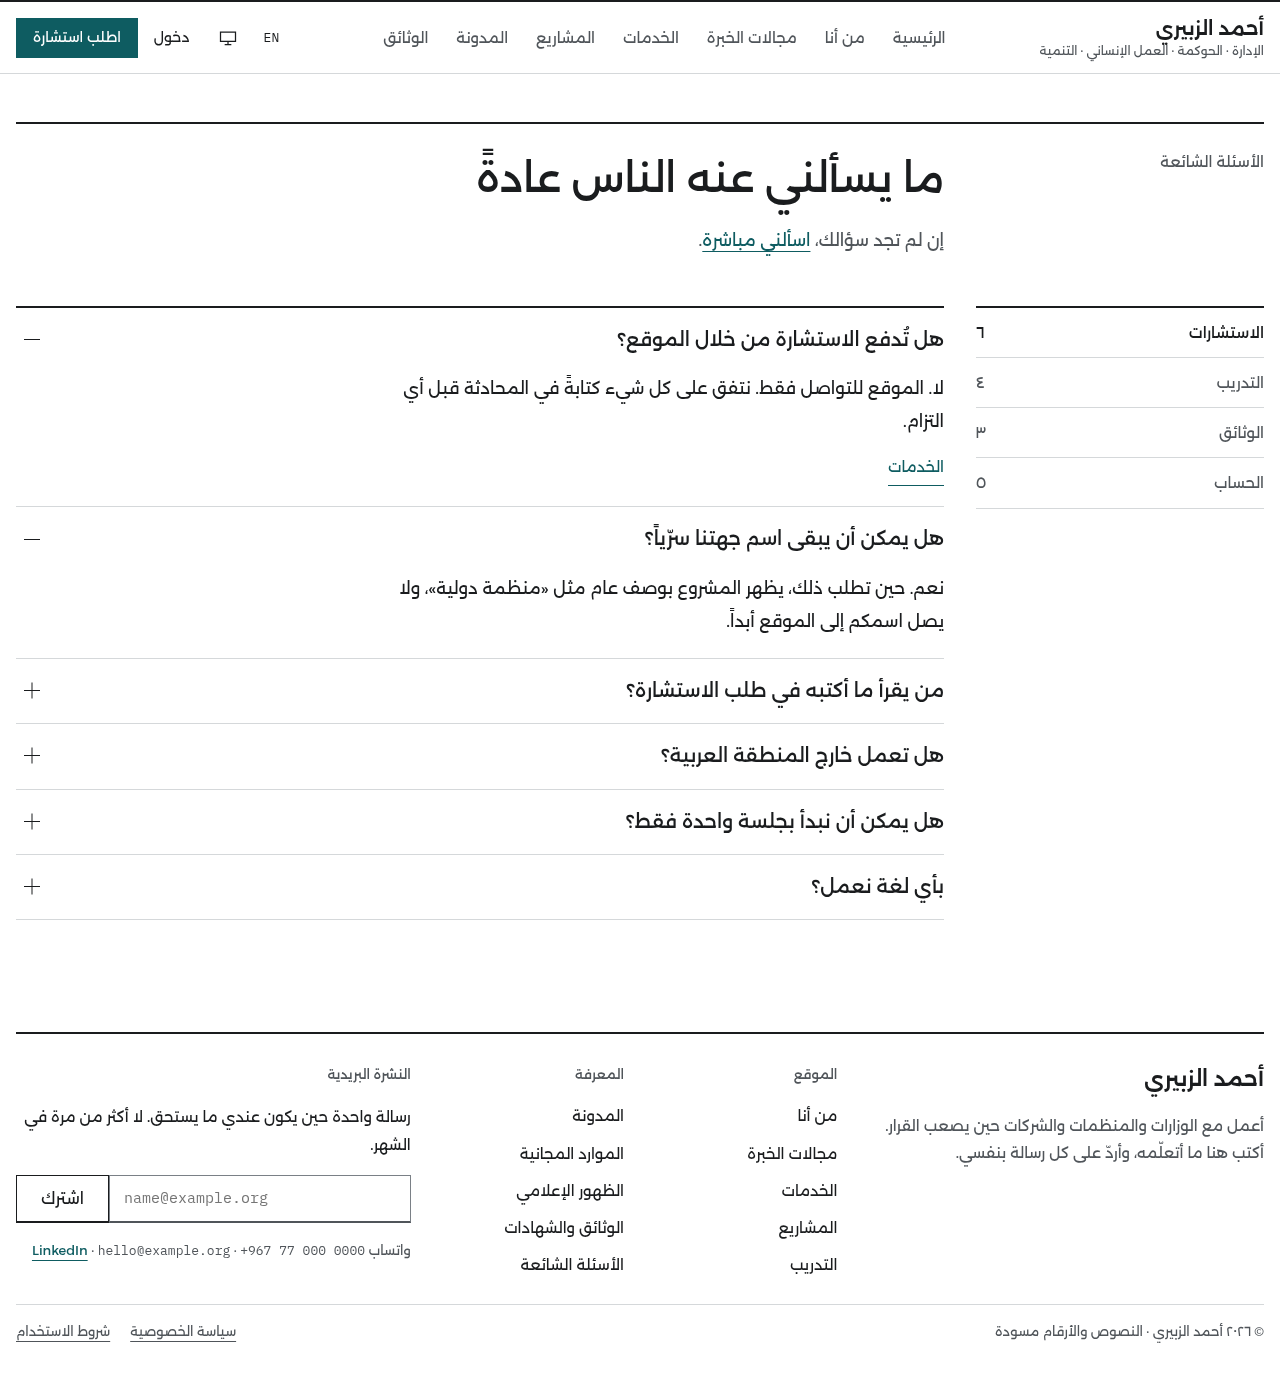 أحمد الزبيري
الإدارة · الحوكمة · العمل الإنساني · التنمية
الرئيسية
من أنا
مجالات الخبرة
الخدمات
المشاريع
المدونة
الوثائق
EN
دخول
اطلب استشارة
الأسئلة الشائعة
ما يسألني عنه الناس عادةً
إن لم تجد سؤالك، اسألني مباشرة.
الاستشارات ٦
التدريب ٤
الوثائق ٣
الحساب ٥
هل تُدفع الاستشارة من خلال الموقع؟
لا. الموقع للتواصل فقط. نتفق على كل شيء كتابةً في المحادثة قبل أي
التزام.
الخدمات
هل يمكن أن يبقى اسم جهتنا سرّياً؟
نعم. حين تطلب ذلك، يظهر المشروع بوصف عام مثل «منظمة دولية»، ولا
يصل اسمكم إلى الموقع أبداً.
من يقرأ ما أكتبه في طلب الاستشارة؟
هل تعمل خارج المنطقة العربية؟
هل يمكن أن نبدأ بجلسة واحدة فقط؟
بأي لغة نعمل؟
أحمد الزبيري
أعمل مع الوزارات والمنظمات والشركات حين يصعب القرار.
أكتب هنا ما أتعلّمه، وأردّ على كل رسالة بنفسي.
الموقع
من أنا
مجالات الخبرة
الخدمات
المشاريع
التدريب
المعرفة
المدونة
الموارد المجانية
الظهور الإعلامي
الوثائق والشهادات
الأسئلة الشائعة
النشرة البريدية
رسالة واحدة حين يكون عندي ما يستحق. لا أكثر من مرة في
الشهر.
name@example.org
اشترك
واتساب +967 77 000 0000 · hello@example.org · LinkedIn
© ٢٠٢٦ أحمد الزبيري · النصوص والأرقام مسودة
سياسة الخصوصية
شروط الاستخدام